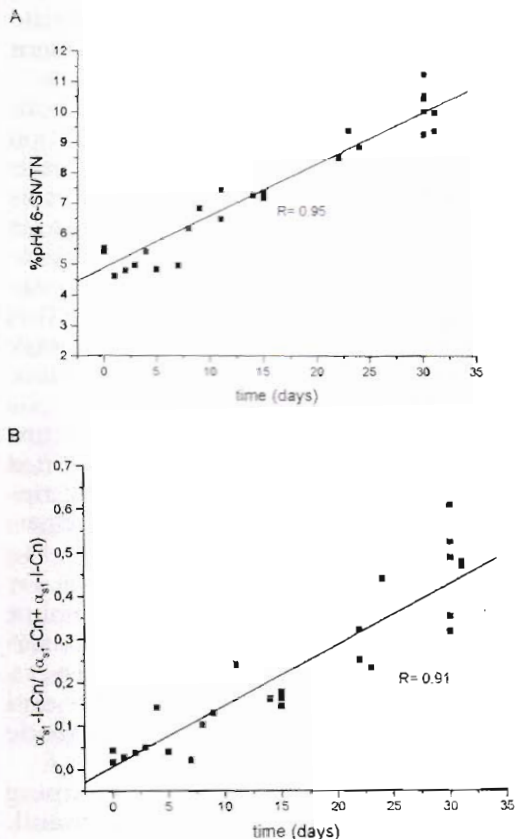 A
12
11
10
9
8
7
6
5
4
3
2
%pH4.6-SN/TN
R= 0.95
0 5 10 15 20 25 30 35
time (days)
B
0,7
0,6
0,5
0,4
0,3
0,2
0,1
0,0
αs1-I-Cn/ (αs1-Cn+ αs1-I-Cn)
R= 0.91
0 5 10 15 20 25 30 35
time (days)